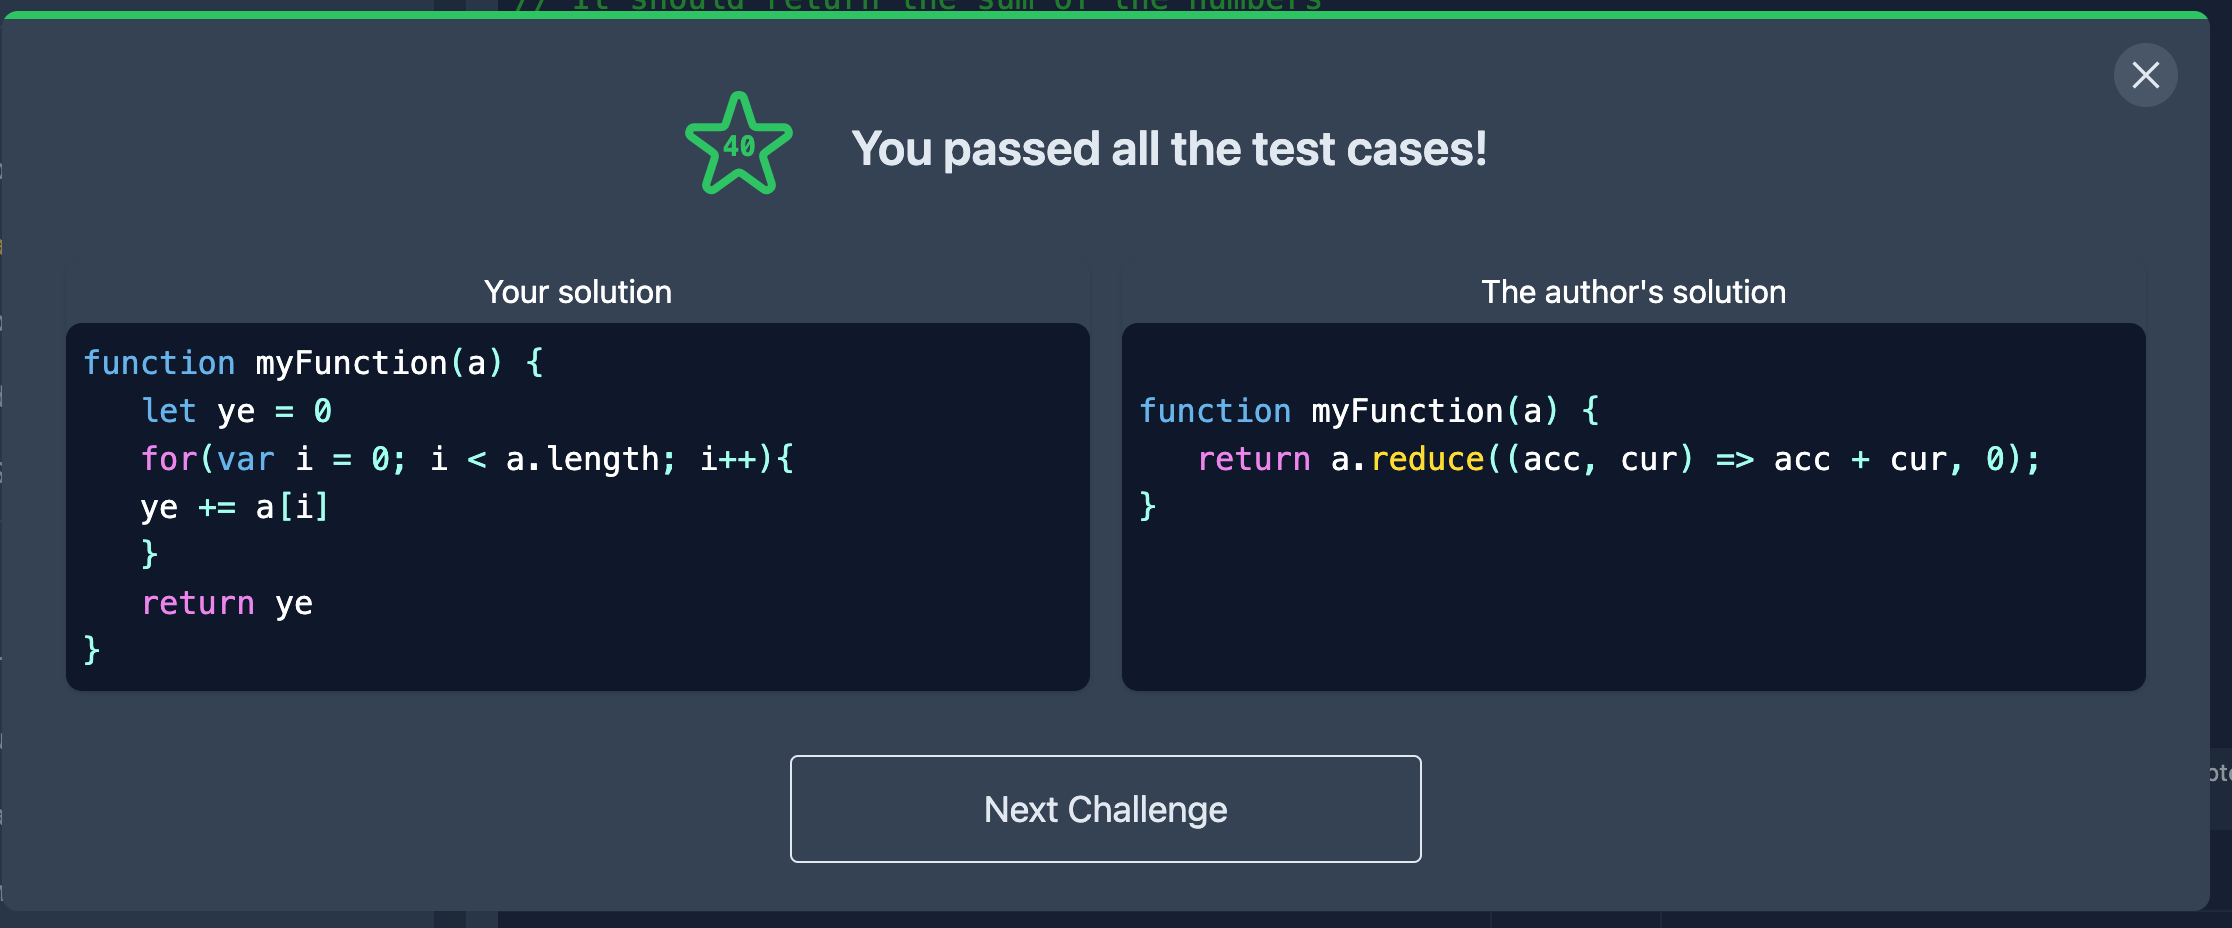 // It should return the sum of the numbers
40
You passed all the test cases!
Your solution
function myFunction(a) {
   let ye = 0
   for(var i = 0; i < a.length; i++){
   ye += a[i]
   }
   return ye
}
The author's solution
function myFunction(a) {
   return a.reduce((acc, cur) => acc + cur, 0);
}
Next Challenge